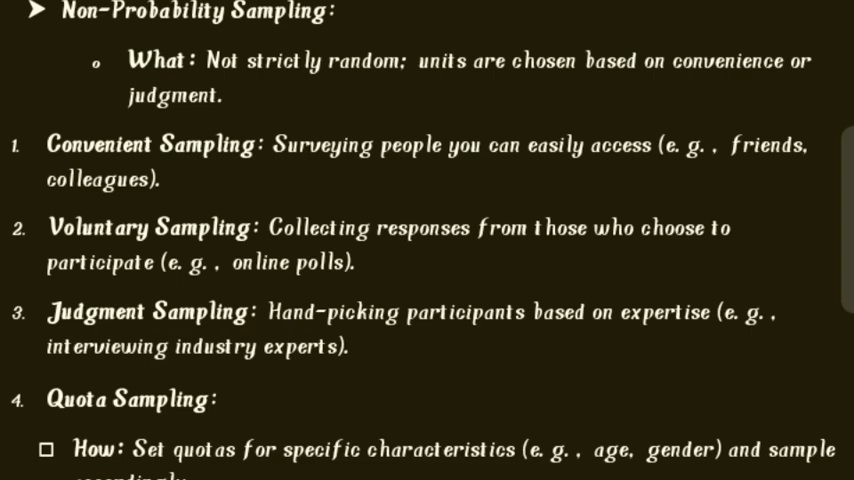 ➤ Non-Probability Sampling:
o What: Not strictly random; units are chosen based on convenience or
judgment.
1. Convenient Sampling: Surveying people you can easily access (e. g. , friends,
colleagues).
2. Voluntary Sampling: Collecting responses from those who choose to
participate (e. g. , online polls).
3. Judgment Sampling: Hand-picking participants based on expertise (e. g. ,
interviewing industry experts).
4. Quota Sampling:
□ How: Set quotas for specific characteristics (e. g. , age, gender) and sample